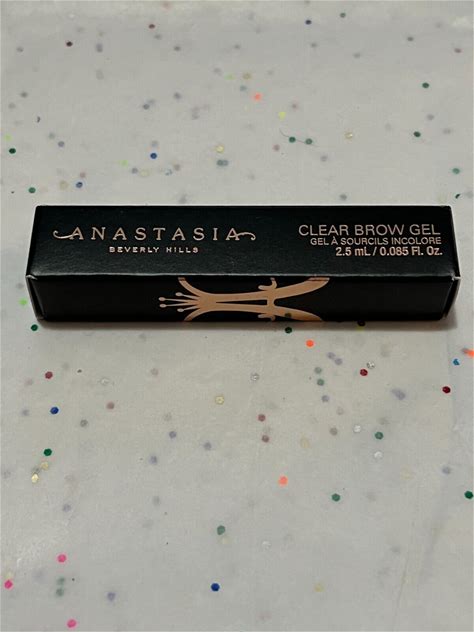 ANASTASIA
BEVERLY HILLS
CLEAR BROW GEL
GEL À SOURCILS INCOLORE
2.5 mL / 0.085 Fl. Oz.